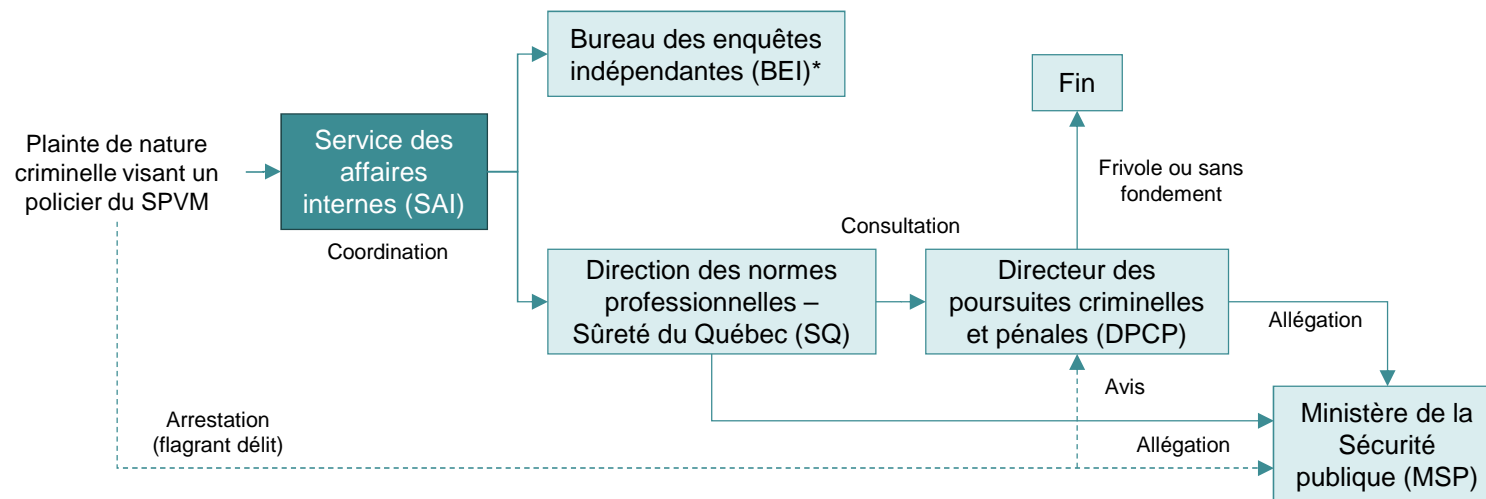 Plainte de nature
criminelle visant un
policier du SPVM
Service des
affaires
internes (SAI)
Coordination
Bureau des enquêtes
indépendantes (BEI)*
Direction des normes
professionnelles –
Sûreté du Québec (SQ)
Consultation
Directeur des
poursuites criminelles
et pénales (DPCP)
Frivole ou sans
fondement
Fin
Allégation
Avis
Arrestation
(flagrant délit)
Allégation
Ministère de la
Sécurité
publique (MSP)